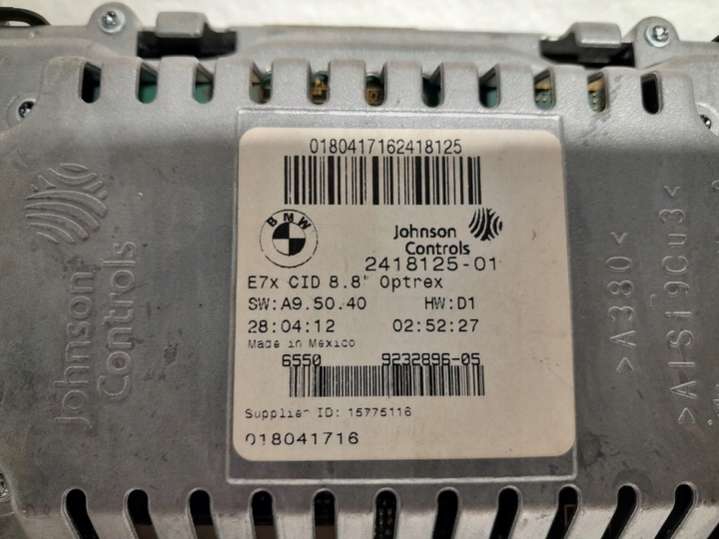 0180417162418125
BMW
Johnson
Controls
2418125-01
E7x CID 8.8" Optrex
SW:A9.50.40 HW:D1
28:04:12 02:52:27
Made in Mexico
6550 9232896-05
Supplier ID: 15775116
018041716
Johnson
Controls
>A380<
>AlSi9Cu3<